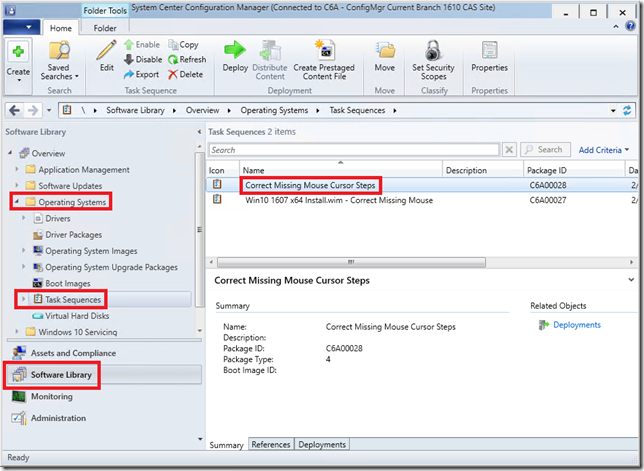 Folder Tools
System Center Configuration Manager (Connected to C6A - ConfigMgr Current Branch 1610 CAS Site)
Home
Folder
Create
Saved Searches
Edit
Enable
Disable
Export
Copy
Refresh
Delete
Deploy
Distribute Content
Create Prestaged Content File
Move
Set Security Scopes
Properties
Search
Task Sequence
Deployment
Move
Classify
Properties
\ Software Library Overview Operating Systems Task Sequences
Software Library
Overview
Application Management
Software Updates
Operating Systems
Drivers
Driver Packages
Operating System Images
Operating System Upgrade Packages
Boot Images
Task Sequences
Virtual Hard Disks
Windows 10 Servicing
Assets and Compliance
Software Library
Monitoring
Administration
Task Sequences 2 items
Search
Search
Add Criteria
Icon Name Description Package ID Da
Correct Missing Mouse Cursor Steps C6A00028 2/
Win10 1607 x64 Install.wim - Correct Missing Mouse C6A00027 2/
Correct Missing Mouse Cursor Steps
Summary
Name: Correct Missing Mouse Cursor Steps
Description:
Package ID: C6A00028
Package Type: 4
Boot Image ID:
Related Objects
Deployments
Summary References Deployments
Ready